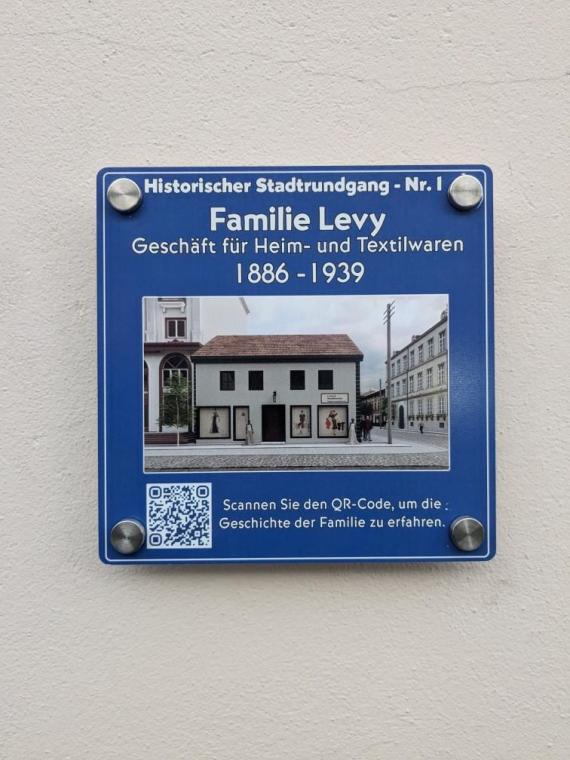 Historischer Stadtrundgang - Nr. 1
Familie Levy
Geschäft für Heim- und Textilwaren
1886 - 1939
Scannen Sie den QR-Code, um die
Geschichte der Familie zu erfahren.